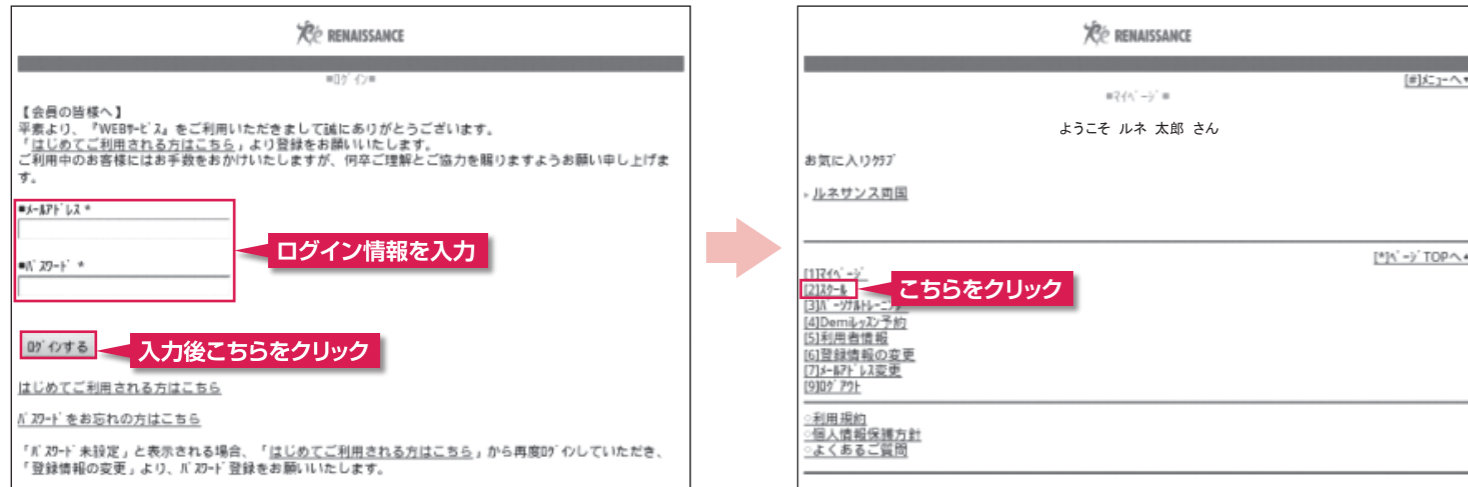 RENAISSANCE
■ﾛｸﾞｲﾝ■
【会員の皆様へ】
平素より、『WEBｻｰﾋﾞｽ』をご利用いただきまして誠にありがとうございます。
「はじめてご利用される方はこちら」より登録をお願いいたします。
ご利用中のお客様にはお手数をおかけいたしますが、何卒ご理解とご協力を賜りますようお願い申し上げま
す。
■ﾒｰﾙｱﾄﾞﾚｽ *
ログイン情報を入力
■ﾊﾟｽﾜｰﾄﾞ *
ﾛｸﾞｲﾝする
入力後こちらをクリック
はじめてご利用される方はこちら
ﾊﾟｽﾜｰﾄﾞをお忘れの方はこちら
「ﾊﾟｽﾜｰﾄﾞ未設定」と表示される場合、「はじめてご利用される方はこちら」から再度ﾛｸﾞｲﾝしていただき、
「登録情報の変更」より、ﾊﾟｽﾜｰﾄﾞ登録をお願いいたします。
RENAISSANCE
[#]ﾒﾆｭｰへ▼
■ﾏｲﾍﾟｰｼﾞ■
ようこそ ルネ 太郎 さん
お気に入りｸﾗﾌﾞ
ルネサンス両国
[*]ﾍﾟｰｼﾞTOPへ▲
[1]ﾏｲﾍﾟｰｼﾞ
[2]ｽｸｰﾙ
こちらをクリック
[3]ﾊﾟｰｿﾅﾙﾄﾚｰﾆﾝｸﾞ
[4]Demiﾚｯｽﾝ予約
[5]利用者情報
[6]登録情報の変更
[7]ﾒｰﾙｱﾄﾞﾚｽ変更
[9]ﾛｸﾞｱｳﾄ
○利用規約
○個人情報保護方針
○よくあるご質問